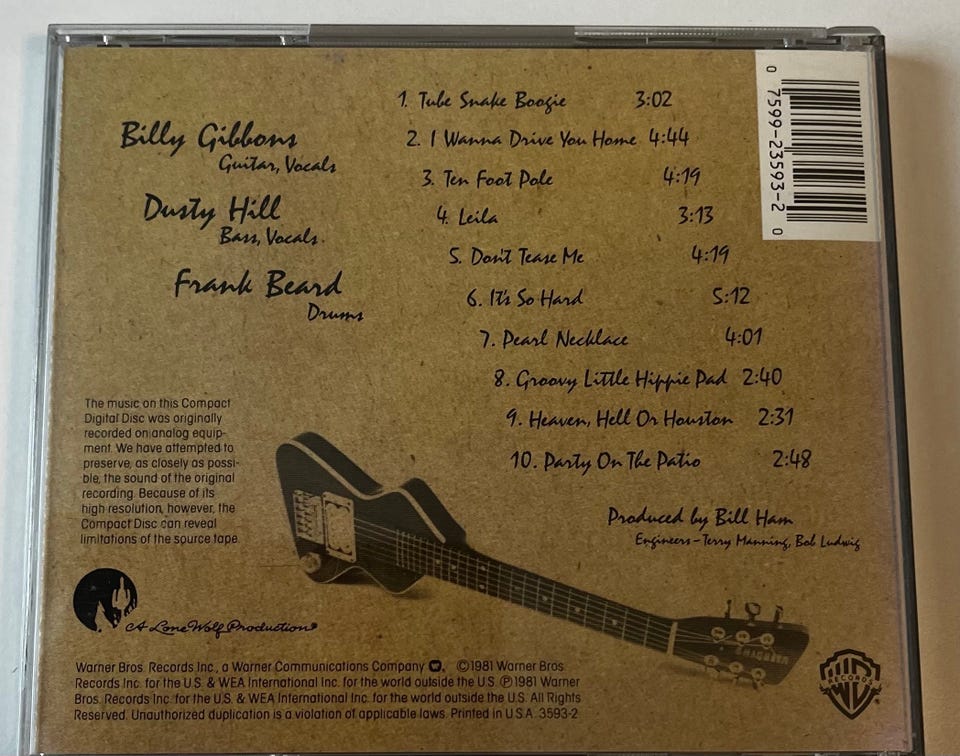 Billy Gibbons
Guitar, Vocals
Dusty Hill
Bass, Vocals
Frank Beard
Drums
1. Tube Snake Boogie 3:02
2. I Wanna Drive You Home 4:44
3. Ten Foot Pole 4:19
4. Leila 3:13
5. Don't Tease Me 4:19
6. It's So Hard 5:12
7. Pearl Necklace 4:01
8. Groovy Little Hippie Pad 2:40
9. Heaven, Hell Or Houston 2:31
10. Party On The Patio 2:48
0 7599-23593-2 0
Produced by Bill Ham
Engineers - Terry Manning, Bob Ludwig
The music on this Compact
Digital Disc was originally
recorded on analog equip-
ment. We have attempted to
preserve, as closely as possi-
ble, the sound of the original
recording. Because of its
high resolution, however, the
Compact Disc can reveal
limitations of the source tape.
A Lone Wolf Production
Warner Bros. Records Inc., a Warner Communications Company ©1981 Warner Bros.
Records Inc. for the U.S. & WEA International Inc. for the world outside the U.S. ℗1981 Warner
Bros. Records Inc. for the U.S. & WEA International Inc. for the world outside the U.S. All Rights
Reserved. Unauthorized duplication is a violation of applicable laws. Printed in U.S.A. 3593-2
WB
RECORDS